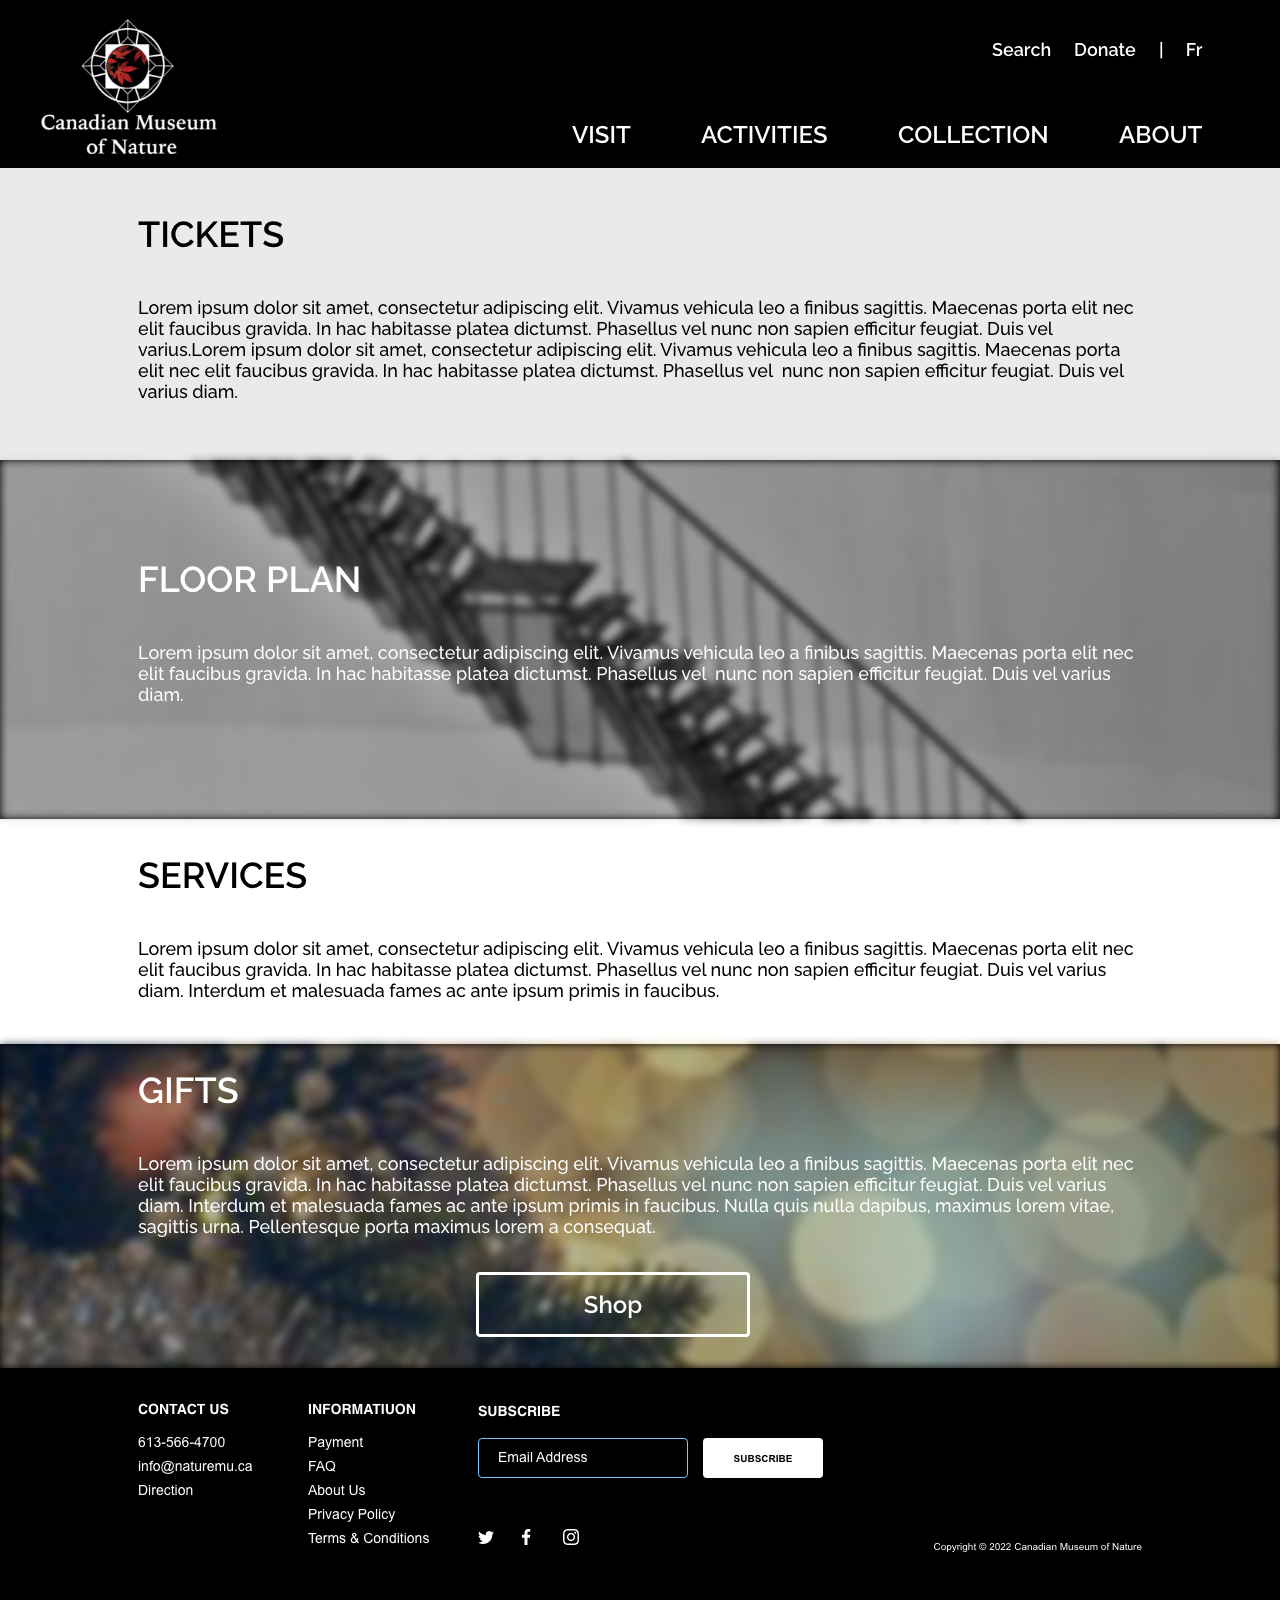 Canadian Museum
of Nature
Search Donate | Fr
VISIT ACTIVITIES COLLECTION ABOUT
TICKETS
Lorem ipsum dolor sit amet, consectetur adipiscing elit. Vivamus vehicula leo a finibus sagittis. Maecenas porta elit nec
elit faucibus gravida. In hac habitasse platea dictumst. Phasellus vel nunc non sapien efficitur feugiat. Duis vel
varius.Lorem ipsum dolor sit amet, consectetur adipiscing elit. Vivamus vehicula leo a finibus sagittis. Maecenas porta
elit nec elit faucibus gravida. In hac habitasse platea dictumst. Phasellus vel  nunc non sapien efficitur feugiat. Duis vel
varius diam.
FLOOR PLAN
Lorem ipsum dolor sit amet, consectetur adipiscing elit. Vivamus vehicula leo a finibus sagittis. Maecenas porta elit nec
elit faucibus gravida. In hac habitasse platea dictumst. Phasellus vel  nunc non sapien efficitur feugiat. Duis vel varius
diam.
SERVICES
Lorem ipsum dolor sit amet, consectetur adipiscing elit. Vivamus vehicula leo a finibus sagittis. Maecenas porta elit nec
elit faucibus gravida. In hac habitasse platea dictumst. Phasellus vel nunc non sapien efficitur feugiat. Duis vel varius
diam. Interdum et malesuada fames ac ante ipsum primis in faucibus.
GIFTS
Lorem ipsum dolor sit amet, consectetur adipiscing elit. Vivamus vehicula leo a finibus sagittis. Maecenas porta elit nec
elit faucibus gravida. In hac habitasse platea dictumst. Phasellus vel nunc non sapien efficitur feugiat. Duis vel varius
diam. Interdum et malesuada fames ac ante ipsum primis in faucibus. Nulla quis nulla dapibus, maximus lorem vitae,
sagittis urna. Pellentesque porta maximus lorem a consequat.
Shop
CONTACT US
613-566-4700
info@naturemu.ca
Direction
INFORMATIUON
Payment
FAQ
About Us
Privacy Policy
Terms & Conditions
SUBSCRIBE
Email Address
SUBSCRIBE
Copyright © 2022 Canadian Museum of Nature